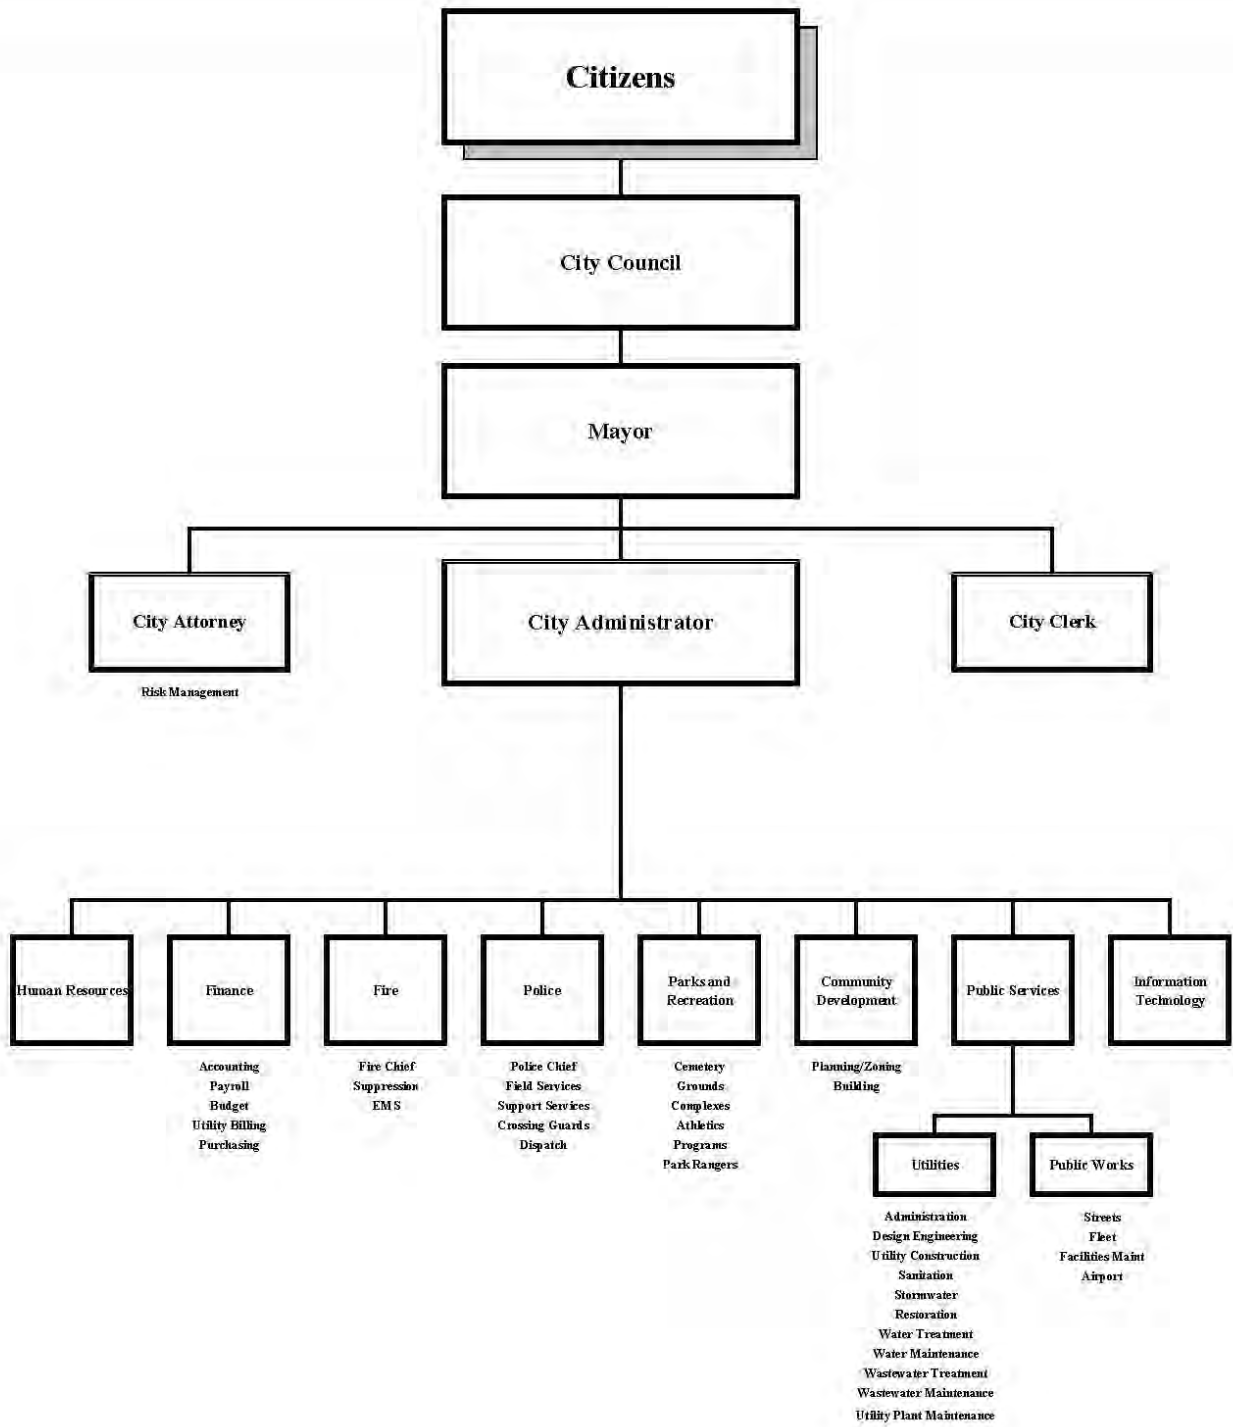 Citizens
City Council
Mayor
City Attorney
City Administrator
City Clerk
Risk Management
Human Resources
Finance
Fire
Police
Parks and
Recreation
Community
Development
Public Services
Information
Technology
Accounting
Payroll
Budget
Utility Billing
Purchasing
Fire Chief
Suppression
EMS
Police Chief
Field Services
Support Services
Crossing Guards
Dispatch
Cemetery
Grounds
Complexes
Athletics
Programs
Park Rangers
Planning/Zoning
Building
Utilities
Public Works
Administration
Design Engineering
Utility Construction
Sanitation
Stormwater
Restoration
Water Treatment
Water Maintenance
Wastewater Treatment
Wastewater Maintenance
Utility Plant Maintenance
Streets
Fleet
Facilities Maint
Airport